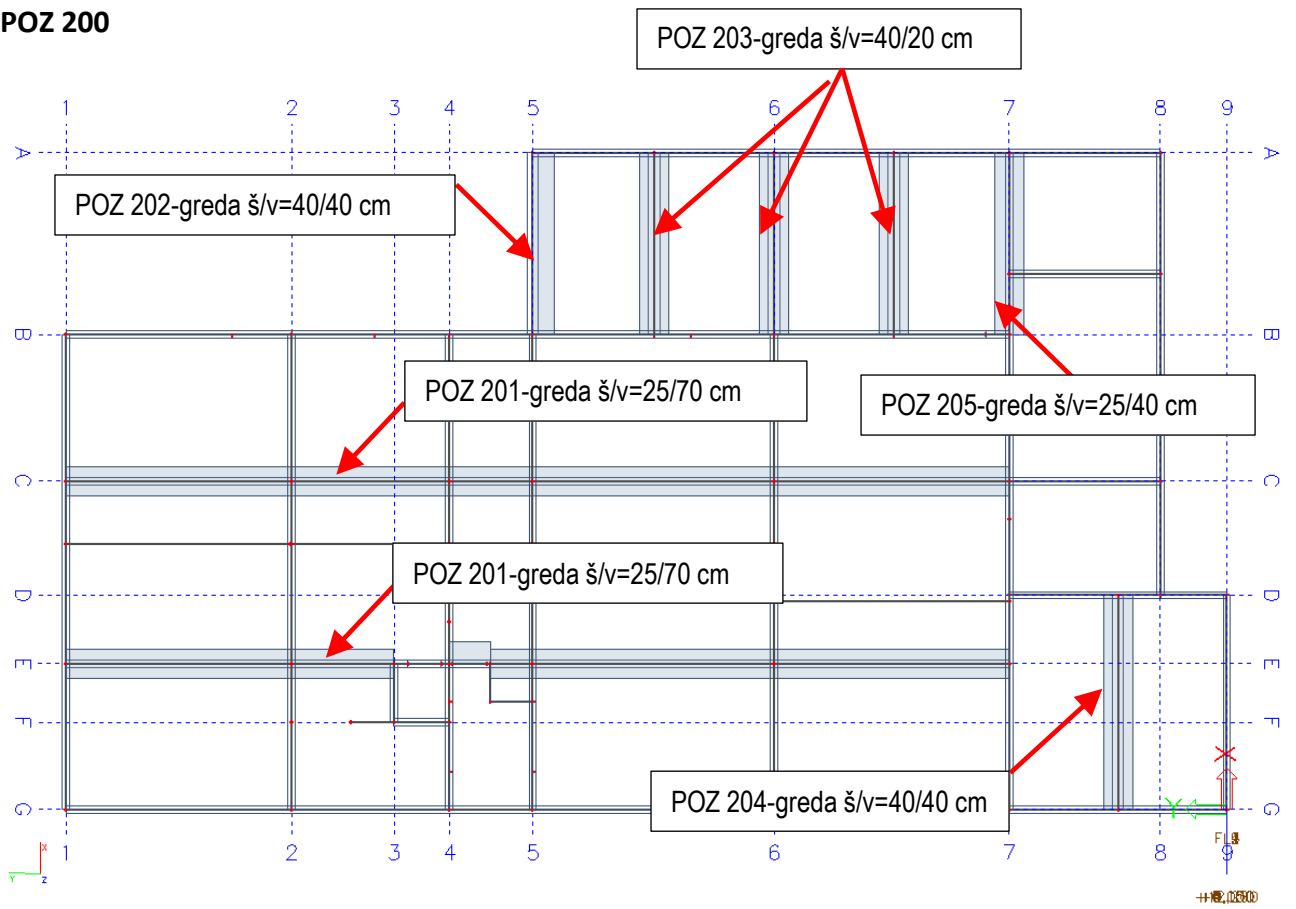 POZ 200
POZ 203-greda š/v=40/20 cm
1 2 3 4 5 6 7 8 9
A A
POZ 202-greda š/v=40/40 cm
B B
POZ 201-greda š/v=25/70 cm
POZ 205-greda š/v=25/40 cm
C C
POZ 201-greda š/v=25/70 cm
D D
E E
F F
X
POZ 204-greda š/v=40/40 cm
Y
G G
1 2 3 4 5 6 7 8 9
x
Y z